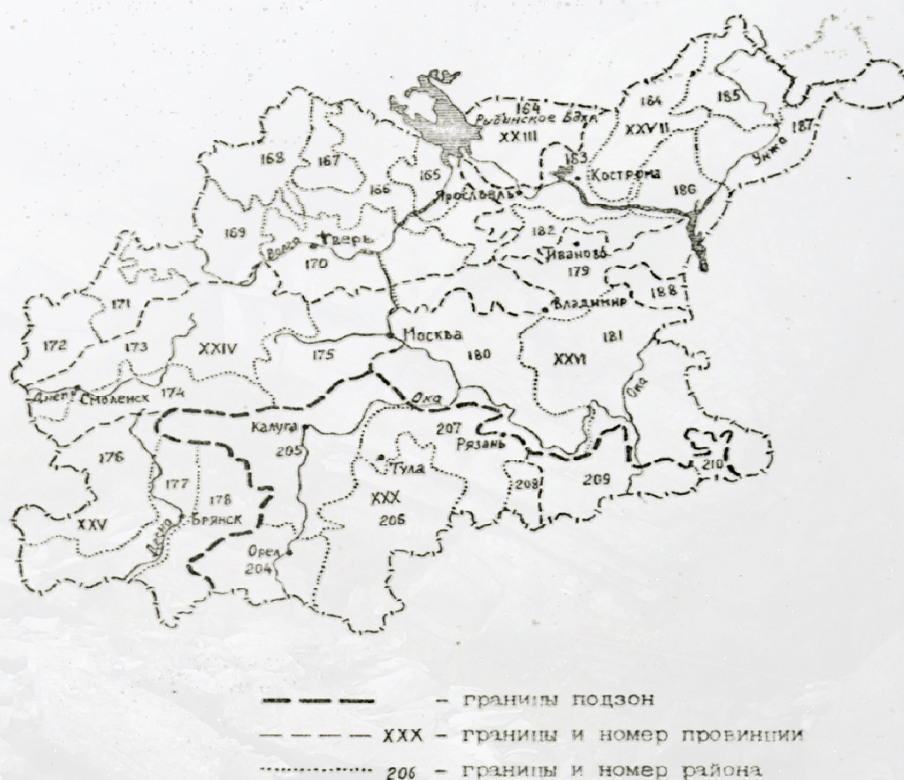 164
184
185
Рыбинское Вдхр
XXIII
XXVII
187
168
167
183
Унжа
166
165
Кострома
186
Ярославль
169
182
Волга
Тверь
Иваново
170
179
188
171
Владимир
172
173
Москва
181
XXIV
175
180
XXVI
Днепр
Смоленск
174
Ока
Ока
Калуга
207
Рязань
205
176
Тула
210
177
208
209
178
XXX
XXV
Брянск
206
Десна
Орел
204
– границы подзон
XXX – границы и номер провинции
206 – границы и номер района